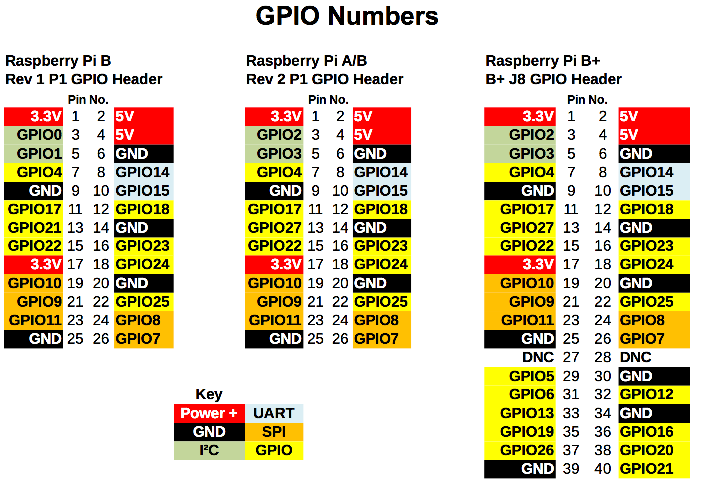 GPIO Numbers
Raspberry Pi B
Rev 1 P1 GPIO Header
Pin No.
3.3V 1 2 5V
GPIO0 3 4 5V
GPIO1 5 6 GND
GPIO4 7 8 GPIO14
GND 9 10 GPIO15
GPIO17 11 12 GPIO18
GPIO21 13 14 GND
GPIO22 15 16 GPIO23
3.3V 17 18 GPIO24
GPIO10 19 20 GND
GPIO9 21 22 GPIO25
GPIO11 23 24 GPIO8
GND 25 26 GPIO7
Raspberry Pi A/B
Rev 2 P1 GPIO Header
Pin No.
3.3V 1 2 5V
GPIO2 3 4 5V
GPIO3 5 6 GND
GPIO4 7 8 GPIO14
GND 9 10 GPIO15
GPIO17 11 12 GPIO18
GPIO27 13 14 GND
GPIO22 15 16 GPIO23
3.3V 17 18 GPIO24
GPIO10 19 20 GND
GPIO9 21 22 GPIO25
GPIO11 23 24 GPIO8
GND 25 26 GPIO7
Raspberry Pi B+
B+ J8 GPIO Header
Pin No.
3.3V 1 2 5V
GPIO2 3 4 5V
GPIO3 5 6 GND
GPIO4 7 8 GPIO14
GND 9 10 GPIO15
GPIO17 11 12 GPIO18
GPIO27 13 14 GND
GPIO22 15 16 GPIO23
3.3V 17 18 GPIO24
GPIO10 19 20 GND
GPIO9 21 22 GPIO25
GPIO11 23 24 GPIO8
GND 25 26 GPIO7
DNC 27 28 DNC
GPIO5 29 30 GND
GPIO6 31 32 GPIO12
GPIO13 33 34 GND
GPIO19 35 36 GPIO16
GPIO26 37 38 GPIO20
GND 39 40 GPIO21
Key
Power + UART
GND SPI
I²C GPIO